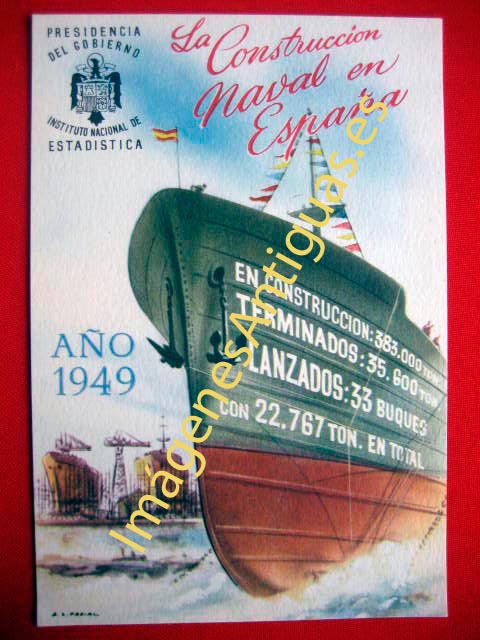 PRESIDENCIA
DEL GOBIERNO
INSTITUTO NACIONAL DE
ESTADISTICA
La Construccion
Naval en
España
AÑO
1949
EN CONSTRUCCION: 383.000 TON.
TERMINADOS: 35.600 TON.
LANZADOS: 33 BUQUES
CON 22.767 TON. EN TOTAL
ImágenesAntiguas.es